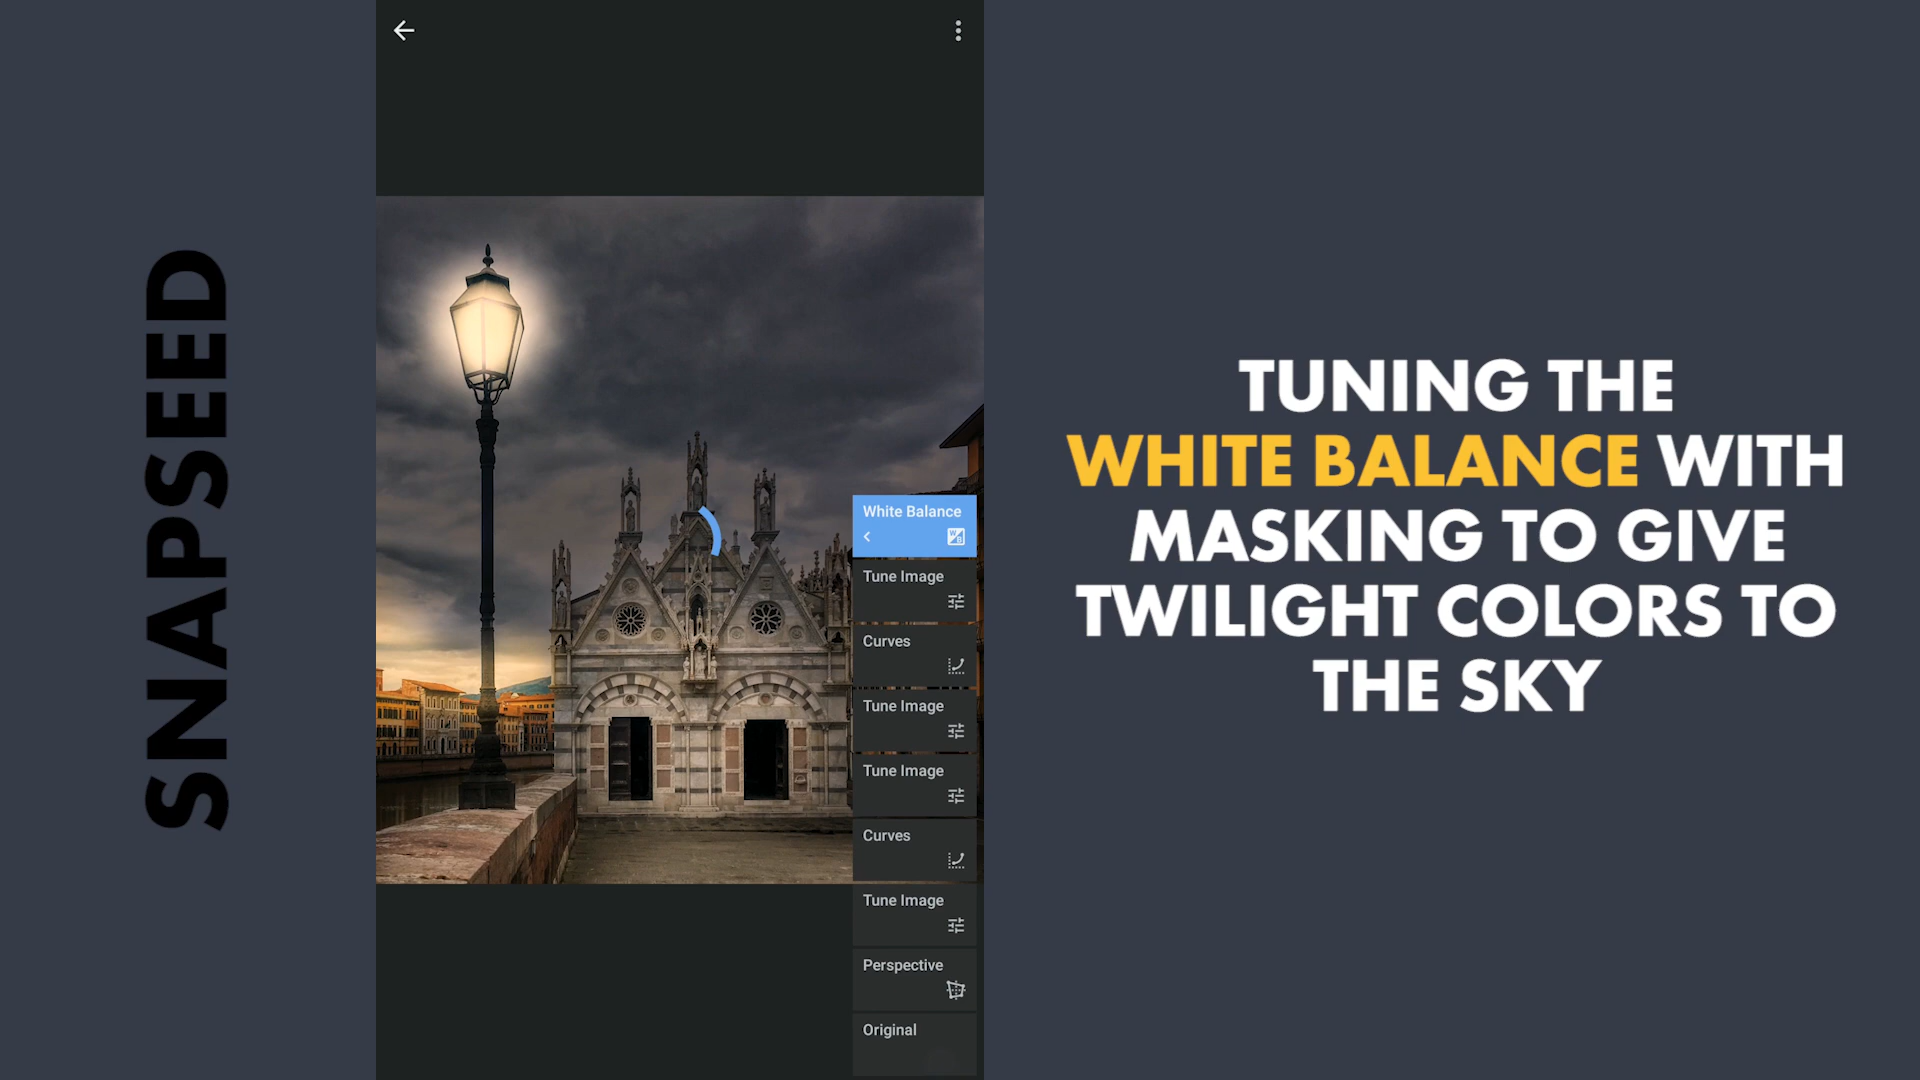 SNAPSEED
White Balance
Tune Image
Curves
Tune Image
Tune Image
Curves
Tune Image
Perspective
Original
TUNING THE
WHITE BALANCE WITH
MASKING TO GIVE
TWILIGHT COLORS TO
THE SKY